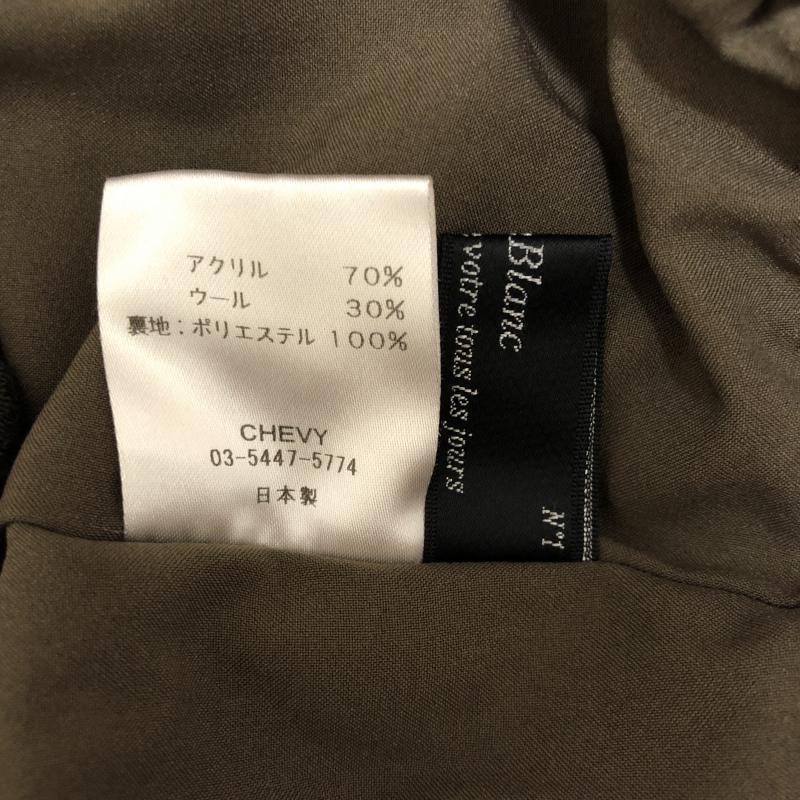 アクリル 70%
ウール 30%
裏地：ポリエステル 100%
CHEVY
03-5447-5774
日本製
Blanc
votre tous les jours
N°1